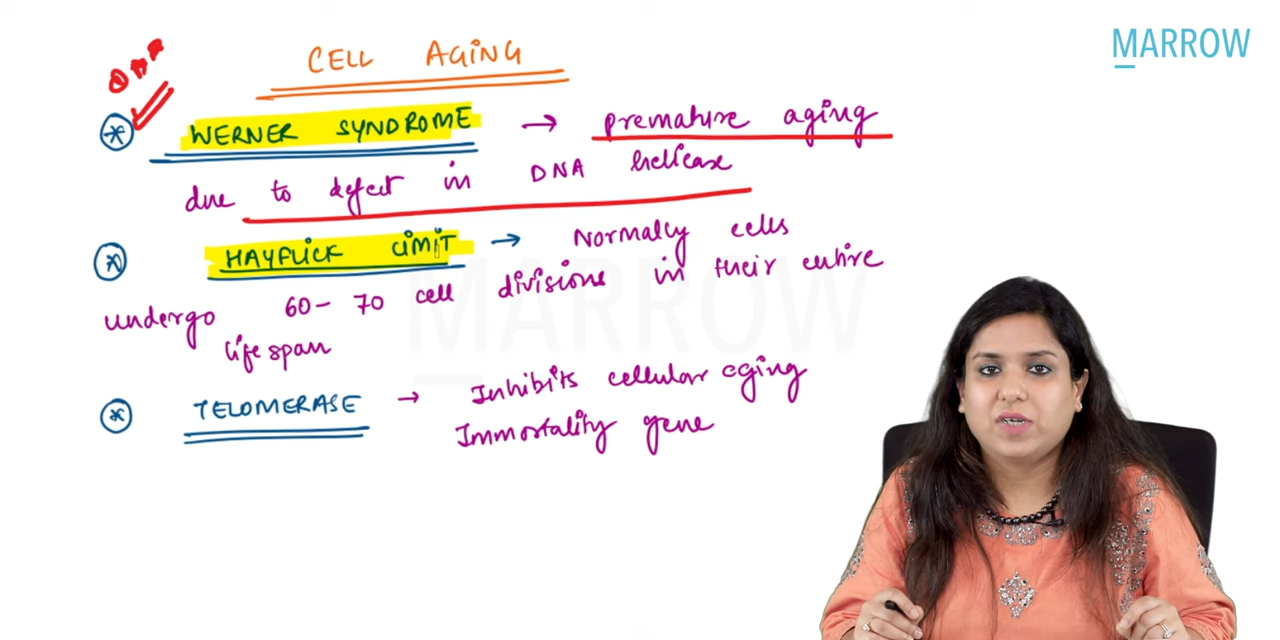 MARROW
CELL AGING
WERNER SYNDROME → premature aging
due to defect in DNA helicase
HAYFLICK LIMIT → Normally cells
undergo 60-70 cell divisions in their entire
life span
TELOMERASE → Inhibits cellular aging
Immortality gene
MARROW